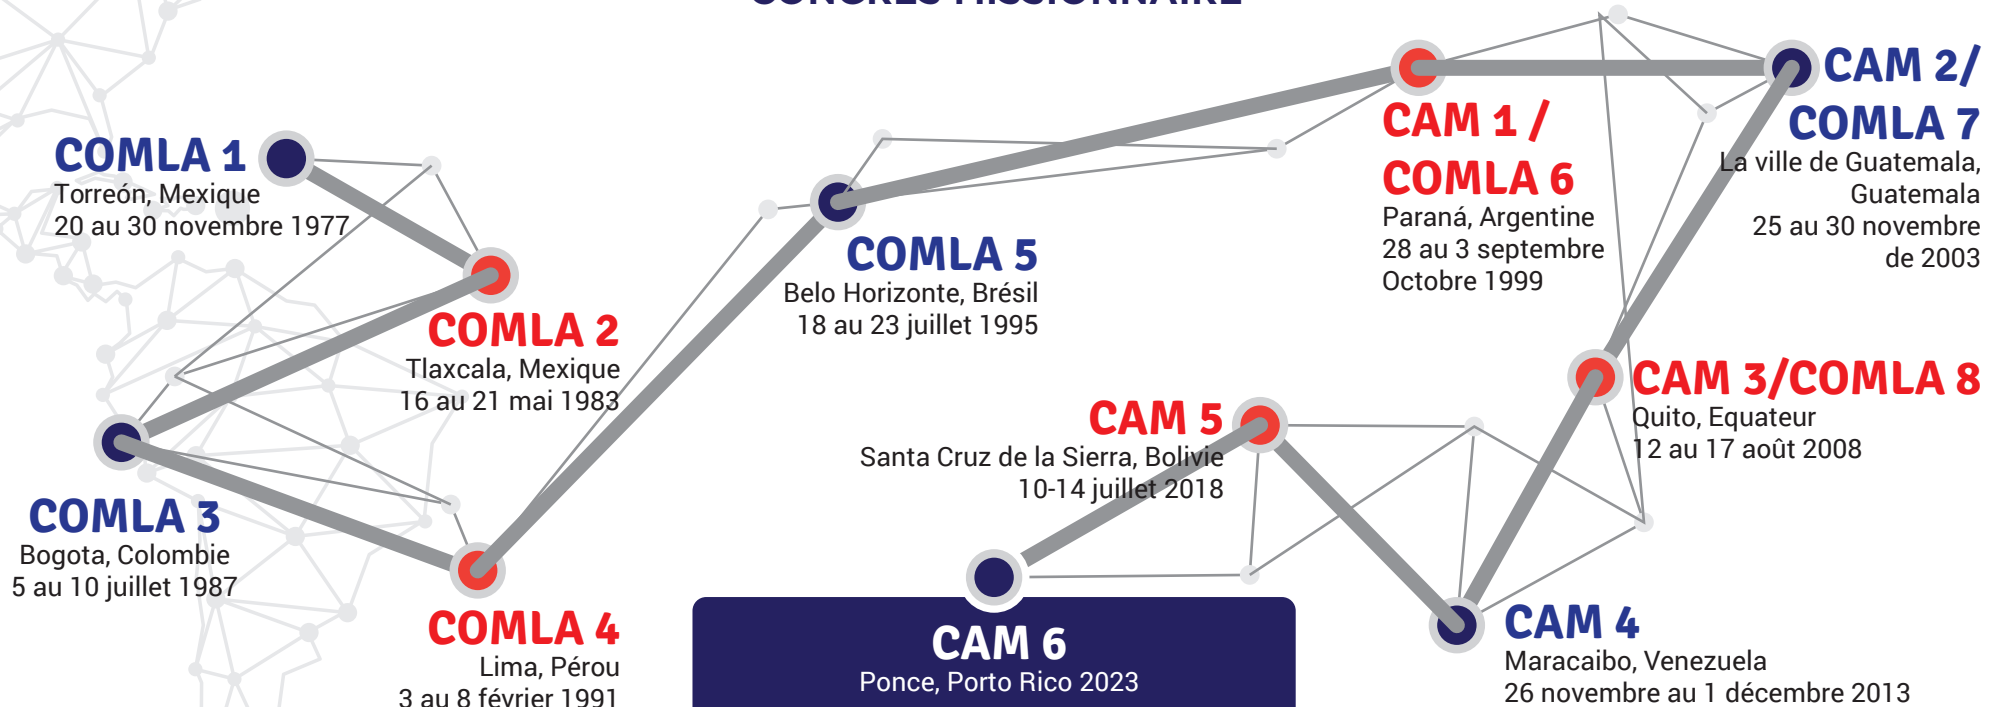 CONGRÈS MISSIONNAIRE
COMLA 1
Torreón, Mexique
20 au 30 novembre 1977
COMLA 2
Tlaxcala, Mexique
16 au 21 mai 1983
COMLA 3
Bogota, Colombie
5 au 10 juillet 1987
COMLA 4
Lima, Pérou
3 au 8 février 1991
COMLA 5
Belo Horizonte, Brésil
18 au 23 juillet 1995
CAM 1 /
COMLA 6
Paraná, Argentine
28 au 3 septembre
Octobre 1999
CAM 2/
COMLA 7
La ville de Guatemala,
Guatemala
25 au 30 novembre
de 2003
CAM 3/COMLA 8
Quito, Equateur
12 au 17 août 2008
CAM 4
Maracaibo, Venezuela
26 novembre au 1 décembre 2013
CAM 5
Santa Cruz de la Sierra, Bolivie
10-14 juillet 2018
CAM 6
Ponce, Porto Rico 2023